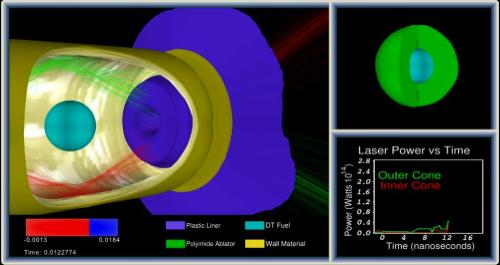 -0.0013 0.0184
Time: 0.0122774
Plastic Liner
DT Fuel
Polyimide Ablator
Wall Material
Laser Power vs Time
Power (Watts 10^14)
2.8
2.4
2.0
1.6
1.2
0.8
0.4
0.0
Outer Cone
Inner Cone
0 4 8 12 16
Time (nanoseconds)